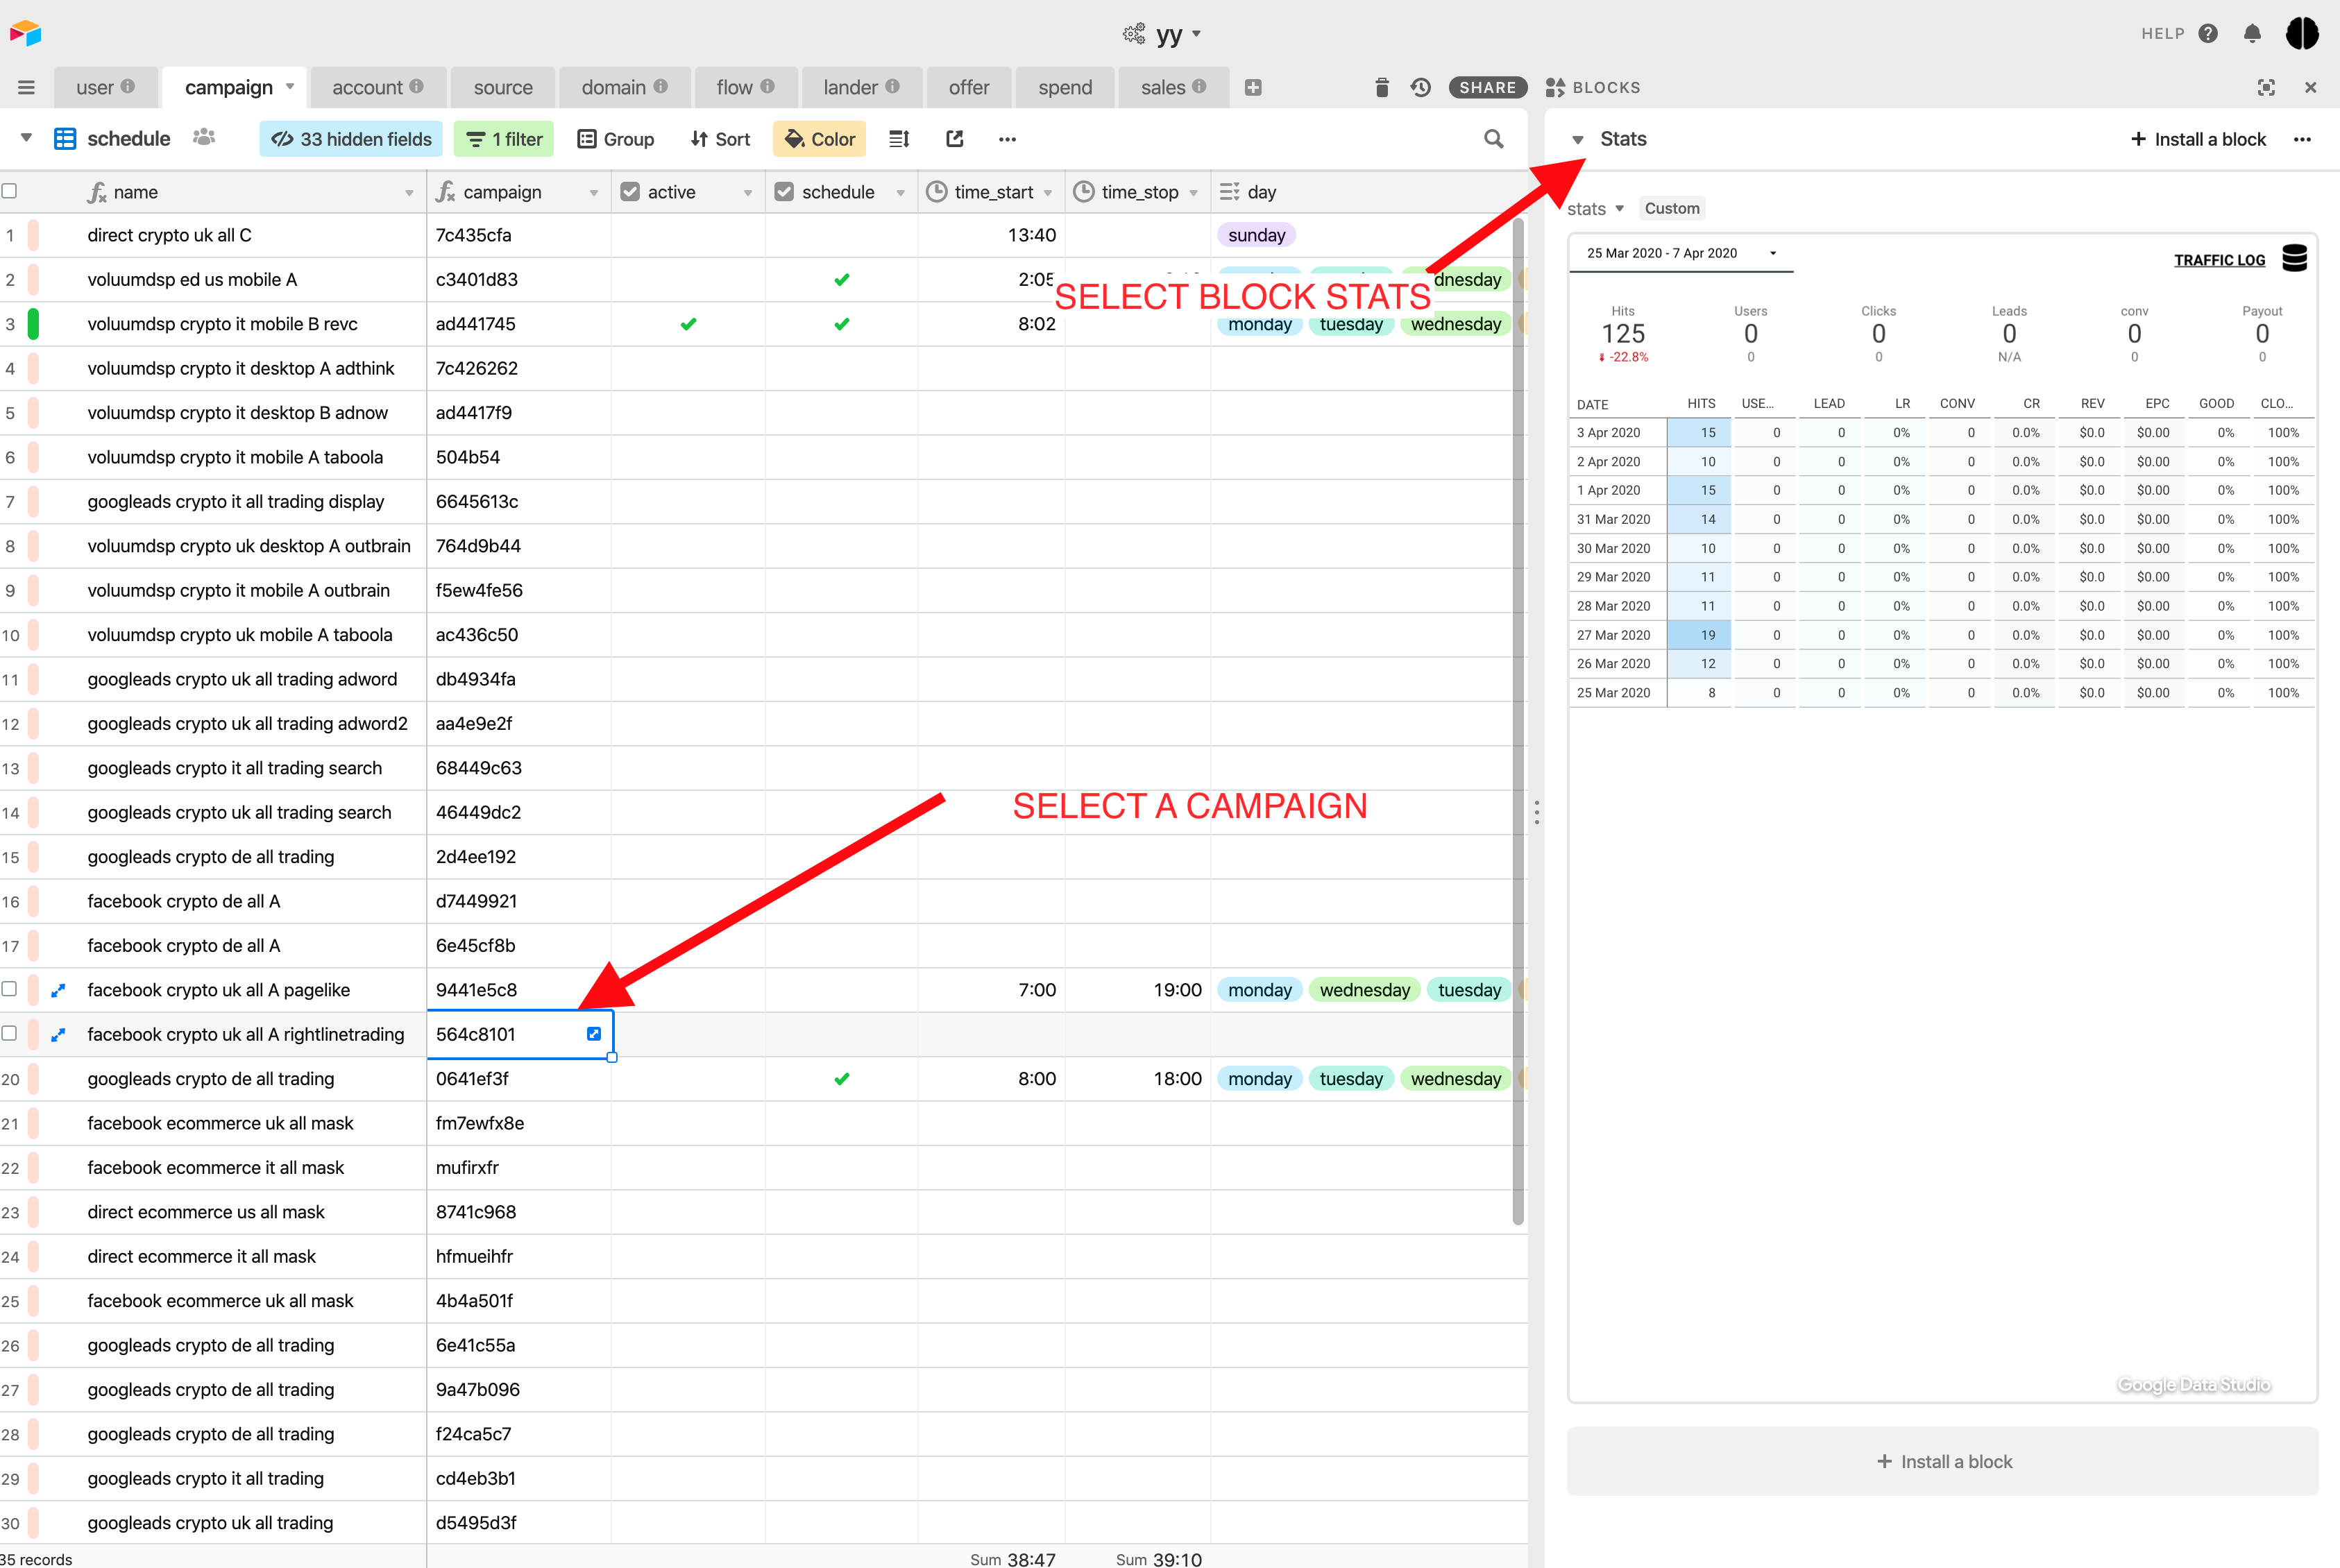 yy
HELP
user
campaign
account
source
domain
flow
lander
offer
spend
sales
SHARE
BLOCKS
schedule
33 hidden fields
1 filter
Group
Sort
Color
Stats
+ Install a block
name campaign active schedule time_start time_stop day
stats Custom
1 direct crypto uk all C 7c435cfa 13:40 sunday
2 voluumdsp ed us mobile A c3401d83 2:05
SELECT BLOCK STATS
3 voluumdsp crypto it mobile B revc ad441745 8:02 monday tuesday wednesday
4 voluumdsp crypto it desktop A adthink 7c426262
5 voluumdsp crypto it desktop B adnow ad4417f9
6 voluumdsp crypto it mobile A taboola 504b54
7 googleads crypto it all trading display 6645613c
8 voluumdsp crypto uk desktop A outbrain 764d9b44
9 voluumdsp crypto it mobile A outbrain f5ew4fe56
10 voluumdsp crypto uk mobile A taboola ac436c50
11 googleads crypto uk all trading adword db4934fa
12 googleads crypto uk all trading adword2 aa4e9e2f
13 googleads crypto it all trading search 68449c63
14 googleads crypto uk all trading search 46449dc2
SELECT A CAMPAIGN
15 googleads crypto de all trading 2d4ee192
16 facebook crypto de all A d7449921
17 facebook crypto de all A 6e45cf8b
facebook crypto uk all A pagelike 9441e5c8 7:00 19:00 monday wednesday tuesday
facebook crypto uk all A rightlinetrading 564c8101
20 googleads crypto de all trading 0641ef3f 8:00 18:00 monday tuesday wednesday
21 facebook ecommerce uk all mask fm7ewfx8e
22 facebook ecommerce it all mask mufirxfr
23 direct ecommerce us all mask 8741c968
24 direct ecommerce it all mask hfmueihfr
25 facebook ecommerce uk all mask 4b4a501f
26 googleads crypto de all trading 6e41c55a
27 googleads crypto de all trading 9a47b096
28 googleads crypto de all trading f24ca5c7
29 googleads crypto it all trading cd4eb3b1
30 googleads crypto uk all trading d5495d3f
35 records Sum 38:47 Sum 39:10
25 Mar 2020 - 7 Apr 2020
TRAFFIC LOG
Hits Users Clicks Leads conv Payout
125 0 0 0 0 0
-22.8% 0 0 N/A 0 0
DATE HITS USE... LEAD LR CONV CR REV EPC GOOD CLO...
3 Apr 2020 15 0 0 0% 0 0.0% $0.0 $0.00 0% 100%
2 Apr 2020 10 0 0 0% 0 0.0% $0.0 $0.00 0% 100%
1 Apr 2020 15 0 0 0% 0 0.0% $0.0 $0.00 0% 100%
31 Mar 2020 14 0 0 0% 0 0.0% $0.0 $0.00 0% 100%
30 Mar 2020 10 0 0 0% 0 0.0% $0.0 $0.00 0% 100%
29 Mar 2020 11 0 0 0% 0 0.0% $0.0 $0.00 0% 100%
28 Mar 2020 11 0 0 0% 0 0.0% $0.0 $0.00 0% 100%
27 Mar 2020 19 0 0 0% 0 0.0% $0.0 $0.00 0% 100%
26 Mar 2020 12 0 0 0% 0 0.0% $0.0 $0.00 0% 100%
25 Mar 2020 8 0 0 0% 0 0.0% $0.0 $0.00 0% 100%
Google Data Studio
+ Install a block